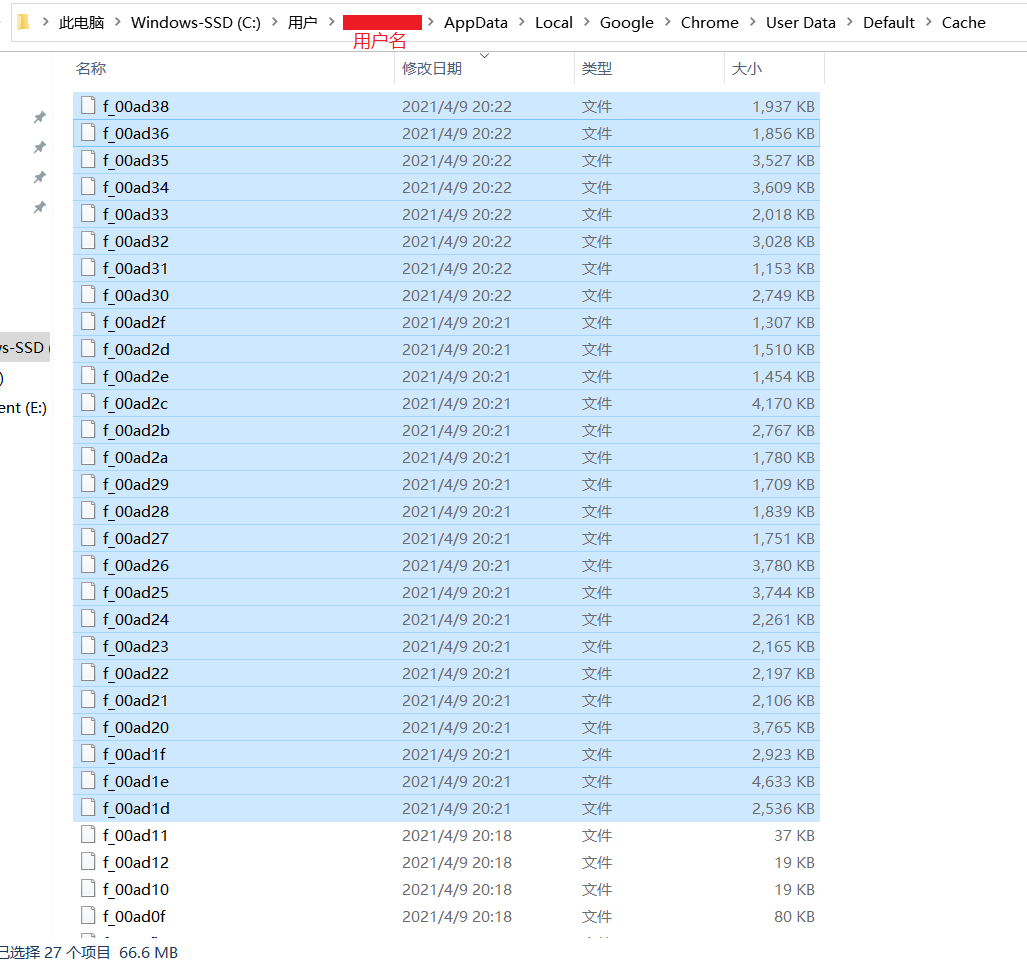 此电脑 > Windows-SSD (C:) > 用户 > > AppData > Local > Google > Chrome > User Data > Default > Cache
用户名
名称 修改日期 类型 大小
f_00ad38 2021/4/9 20:22 文件 1,937 KB
f_00ad36 2021/4/9 20:22 文件 1,856 KB
f_00ad35 2021/4/9 20:22 文件 3,527 KB
f_00ad34 2021/4/9 20:22 文件 3,609 KB
f_00ad33 2021/4/9 20:22 文件 2,018 KB
f_00ad32 2021/4/9 20:22 文件 3,028 KB
f_00ad31 2021/4/9 20:22 文件 1,153 KB
f_00ad30 2021/4/9 20:22 文件 2,749 KB
f_00ad2f 2021/4/9 20:21 文件 1,307 KB
ws-SSD (
f_00ad2d 2021/4/9 20:21 文件 1,510 KB
)
f_00ad2e 2021/4/9 20:21 文件 1,454 KB
ent (E:)
f_00ad2c 2021/4/9 20:21 文件 4,170 KB
f_00ad2b 2021/4/9 20:21 文件 2,767 KB
f_00ad2a 2021/4/9 20:21 文件 1,780 KB
f_00ad29 2021/4/9 20:21 文件 1,709 KB
f_00ad28 2021/4/9 20:21 文件 1,839 KB
f_00ad27 2021/4/9 20:21 文件 1,751 KB
f_00ad26 2021/4/9 20:21 文件 3,780 KB
f_00ad25 2021/4/9 20:21 文件 3,744 KB
f_00ad24 2021/4/9 20:21 文件 2,261 KB
f_00ad23 2021/4/9 20:21 文件 2,165 KB
f_00ad22 2021/4/9 20:21 文件 2,197 KB
f_00ad21 2021/4/9 20:21 文件 2,106 KB
f_00ad20 2021/4/9 20:21 文件 3,765 KB
f_00ad1f 2021/4/9 20:21 文件 2,923 KB
f_00ad1e 2021/4/9 20:21 文件 4,633 KB
f_00ad1d 2021/4/9 20:21 文件 2,536 KB
f_00ad11 2021/4/9 20:18 文件 37 KB
f_00ad12 2021/4/9 20:18 文件 19 KB
f_00ad10 2021/4/9 20:18 文件 19 KB
f_00ad0f 2021/4/9 20:18 文件 80 KB
已选择 27 个项目 66.6 MB